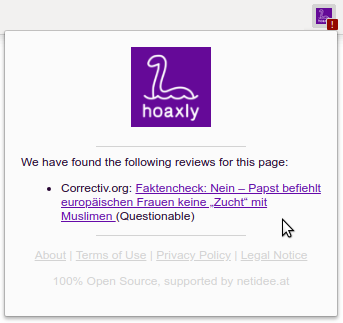 !
hoaxly
We have found the following reviews for this page:
• Correctiv.org: Faktencheck: Nein – Papst befiehlt
europäischen Frauen keine „Zucht“ mit
Muslimen (Questionable)
About | Terms of Use | Privacy Policy | Legal Notice
100% Open Source, supported by netidee.at